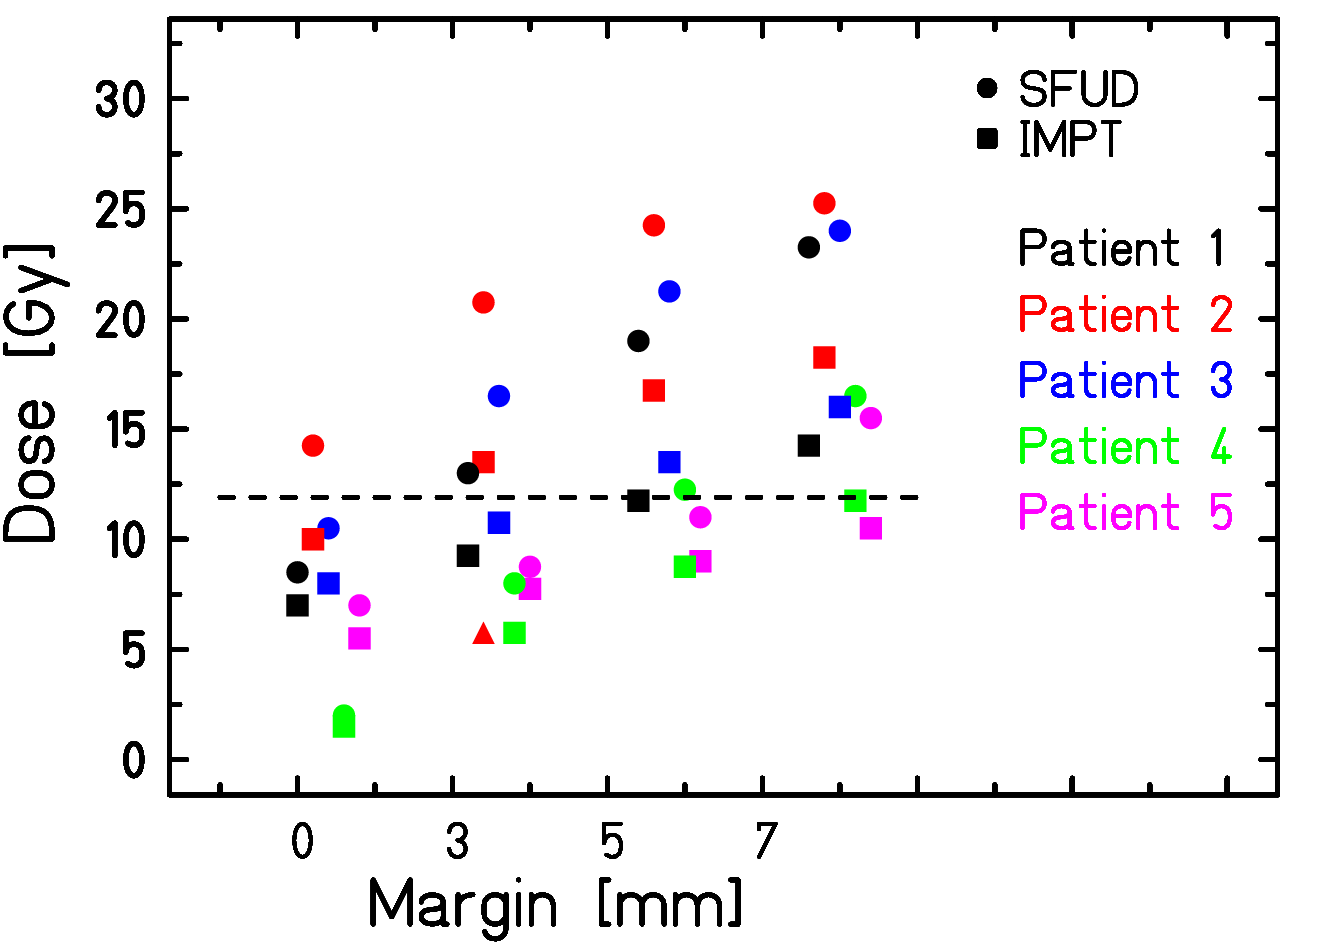 SFUD
IMPT
Patient 1
Patient 2
Patient 3
Patient 4
Patient 5
Dose [Gy]
30
25
20
15
10
5
0
0 3 5 7
Margin [mm]